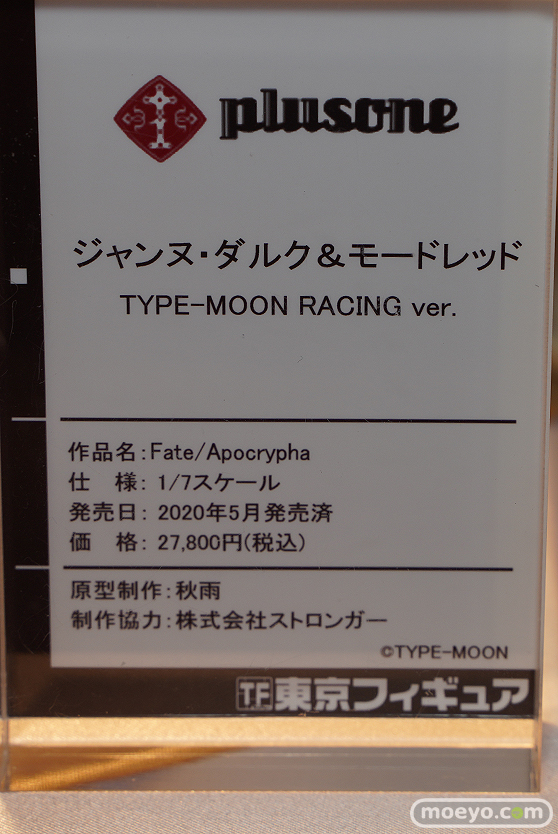 plusone
ジャンヌ・ダルク＆モードレッド
TYPE-MOON RACING ver.
作品名：Fate/Apocrypha
仕　様： 1/7スケール
発売日： 2020年5月発売済
価　格： 27,800円(税込)
原型制作：秋雨
制作協力：株式会社ストロンガー
©TYPE-MOON
TF 東京フィギュア
moeyo.com